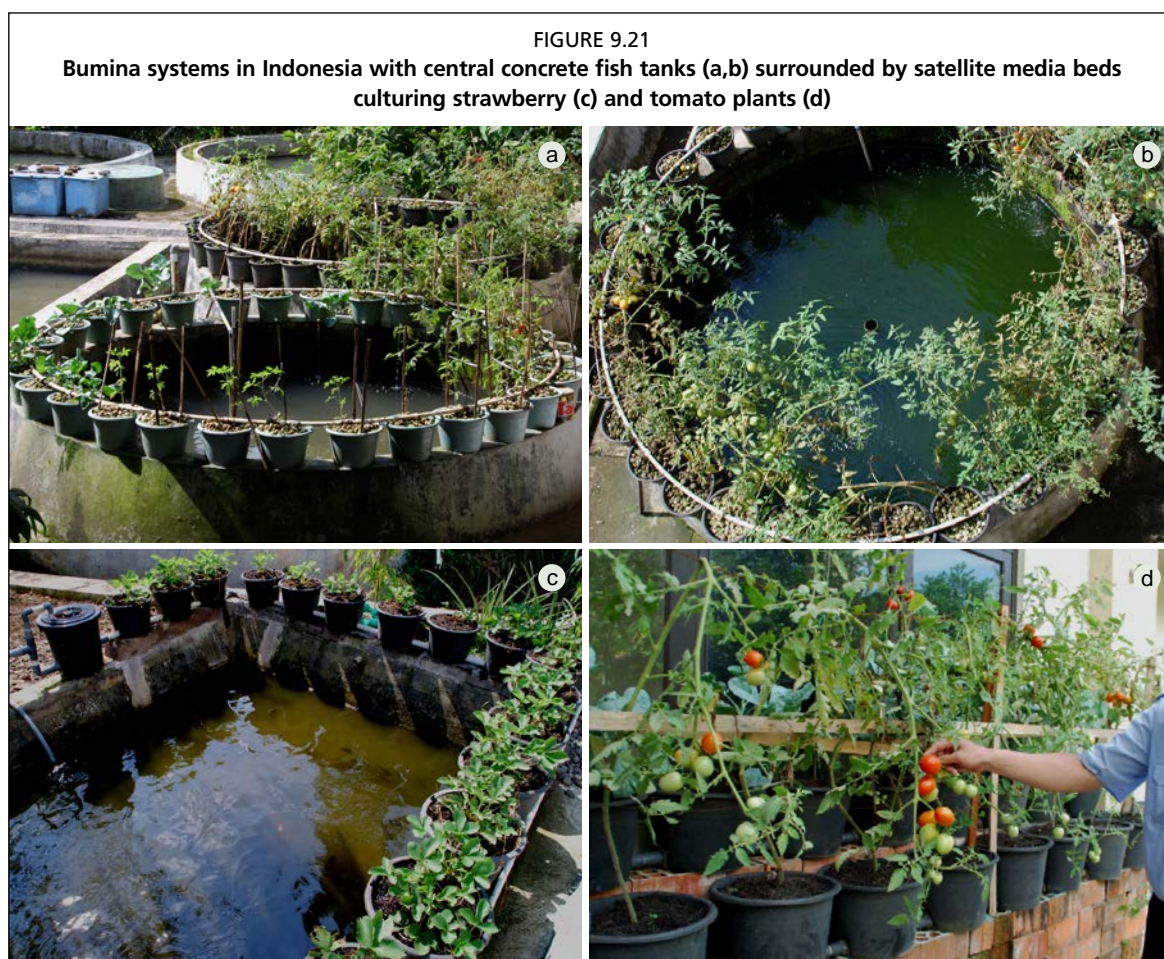 FIGURE 9.21
Bumina systems in Indonesia with central concrete fish tanks (a,b) surrounded by satellite media beds
culturing strawberry (c) and tomato plants (d)
a
b
c
d